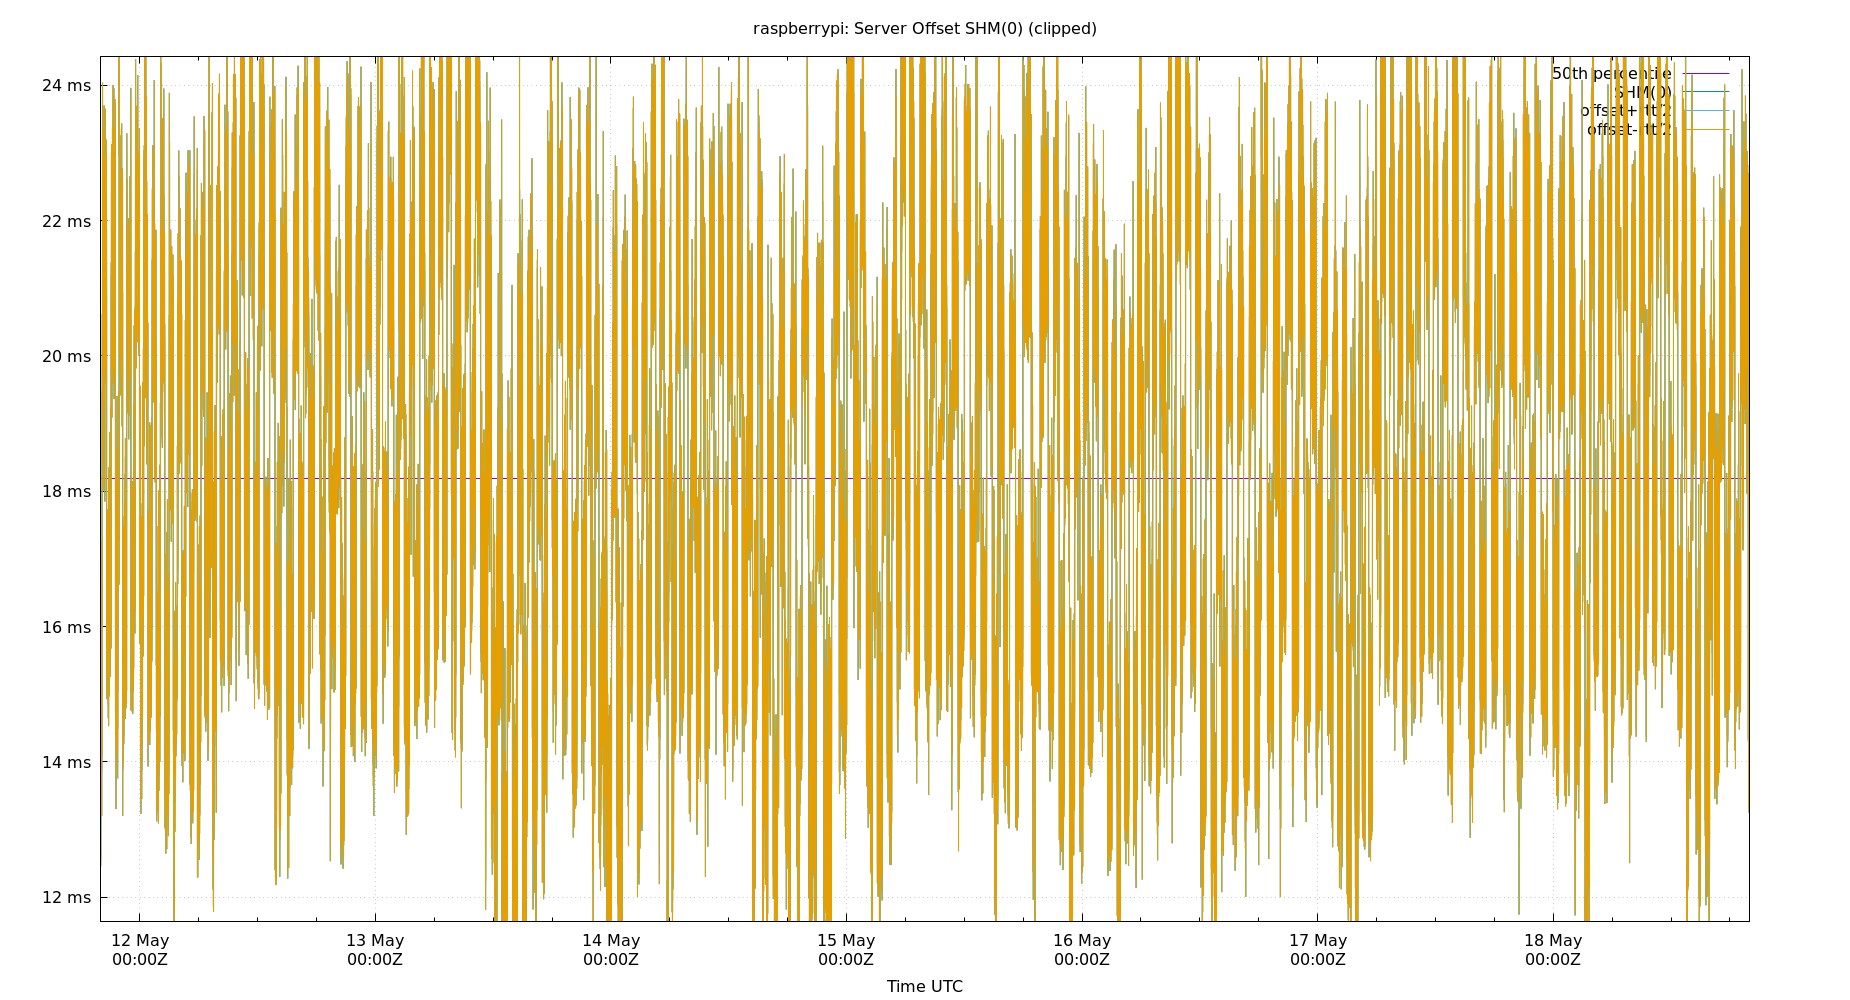 raspberrypi: Server Offset SHM(0) (clipped)
24 ms
22 ms
20 ms
18 ms
16 ms
14 ms
12 ms
50th percentile
SHM(0)
offset+rtt/2
offset-rtt/2
12 May
00:00Z
13 May
00:00Z
14 May
00:00Z
15 May
00:00Z
16 May
00:00Z
17 May
00:00Z
18 May
00:00Z
Time UTC